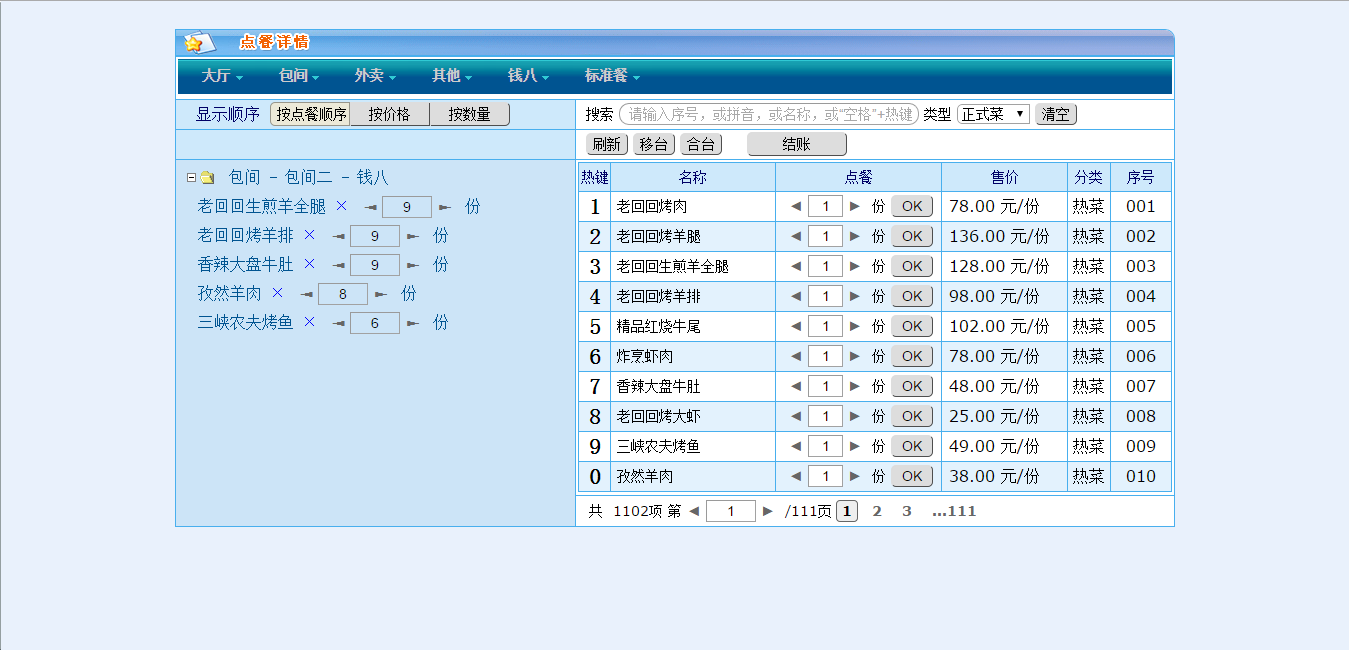 点餐详情
大厅 包间 外卖 其他 钱八 标准餐
显示顺序 按点餐顺序 按价格 按数量
搜索 请输入序号，或拼音，或名称，或"空格"+热键 类型 正式菜 清空
刷新 移台 合台 结账
包间 - 包间二 - 钱八
老回回生煎羊全腿 × 9 份
老回回烤羊排 × 9 份
香辣大盘牛肚 × 9 份
孜然羊肉 × 8 份
三峡农夫烤鱼 × 6 份
热键 名称 点餐 售价 分类 序号
1 老回回烤肉 1 份 OK 78.00 元/份 热菜 001
2 老回回烤羊腿 1 份 OK 136.00 元/份 热菜 002
3 老回回生煎羊全腿 1 份 OK 128.00 元/份 热菜 003
4 老回回烤羊排 1 份 OK 98.00 元/份 热菜 004
5 精品红烧牛尾 1 份 OK 102.00 元/份 热菜 005
6 炸烹虾肉 1 份 OK 78.00 元/份 热菜 006
7 香辣大盘牛肚 1 份 OK 48.00 元/份 热菜 007
8 老回回烤大虾 1 份 OK 25.00 元/份 热菜 008
9 三峡农夫烤鱼 1 份 OK 49.00 元/份 热菜 009
0 孜然羊肉 1 份 OK 38.00 元/份 热菜 010
共 1102项 第 1 /111页 1 2 3 ...111